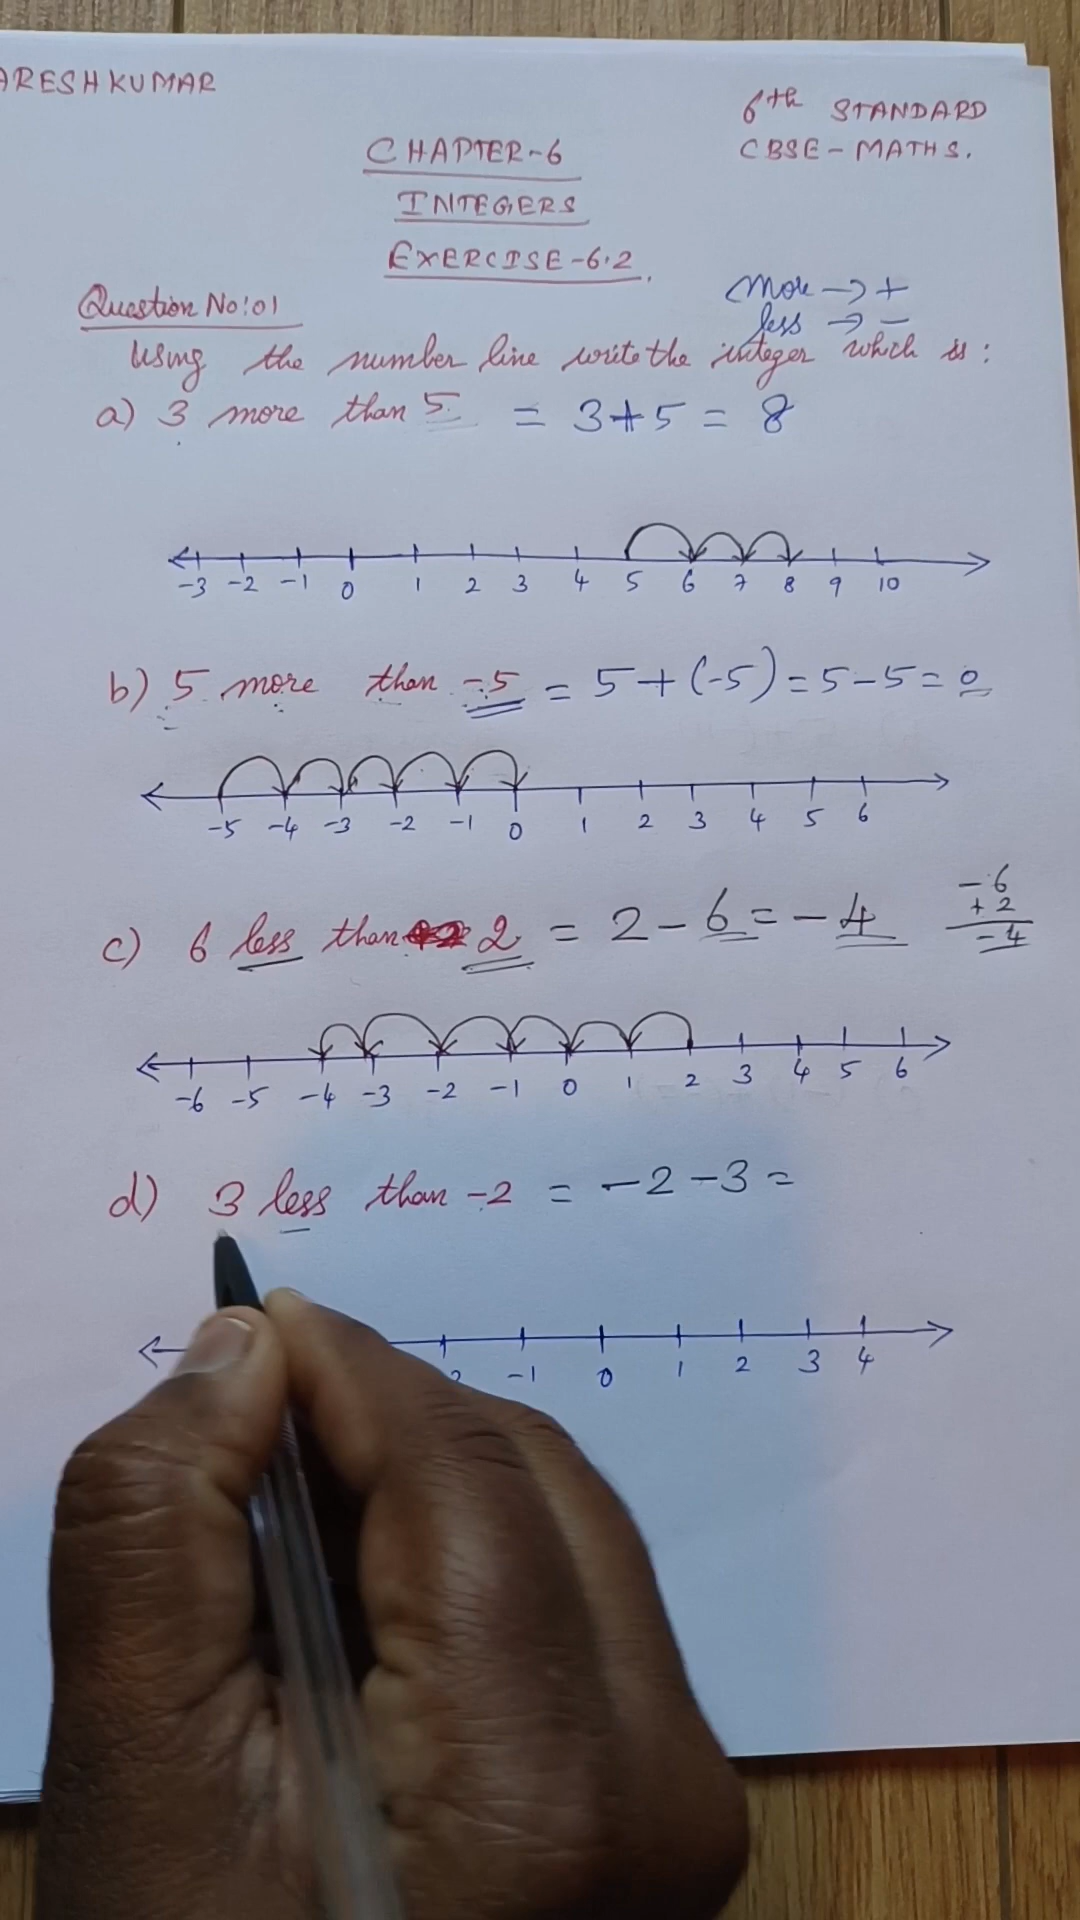 ARESHKUMAR
6th STANDARD
CBSE-MATHS.
CHAPTER-6
INTEGERS
EXERCISE-6.2.
Question No:01
More → +
less → -
Using the number line write the integer which is:
a) 3 more than 5 = 3+5 = 8
-3 -2 -1 0 1 2 3 4 5 6 7 8 9 10
b) 5 more than -5 = 5+(-5) = 5-5 = 0
-5 -4 -3 -2 -1 0 1 2 3 4 5 6
c) 6 less than 2 = 2-6 = -4
-6
+2
-4
-6 -5 -4 -3 -2 -1 0 1 2 3 4 5 6
d) 3 less than -2 = -2-3 =
-1 0 1 2 3 4